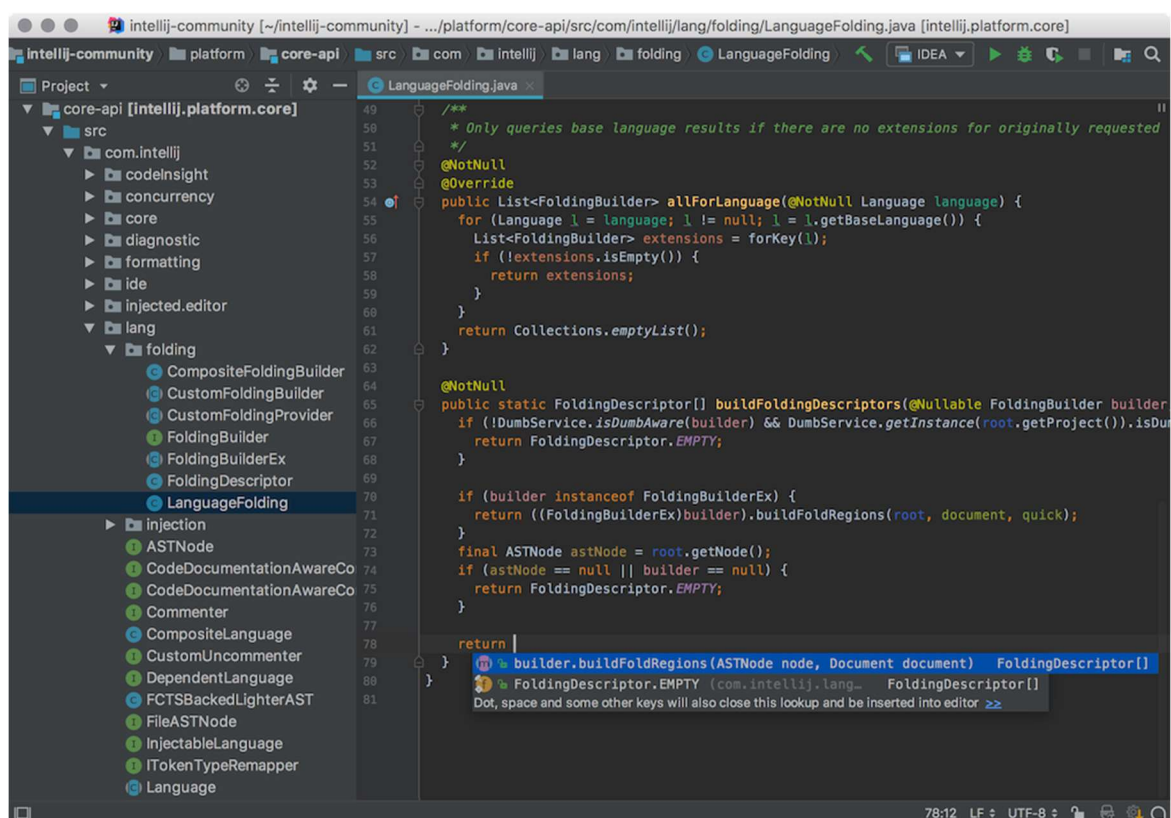 intellij-community [~/intellij-community] - .../platform/core-api/src/com/intellij/lang/folding/LanguageFolding.java [intellij.platform.core]
intellij-community platform core-api src com intellij lang folding LanguageFolding IDEA
Project
LanguageFolding.java
core-api [intellij.platform.core]
src
com.intellij
codeInsight
concurrency
core
diagnostic
formatting
ide
injected.editor
lang
folding
CompositeFoldingBuilder
CustomFoldingBuilder
CustomFoldingProvider
FoldingBuilder
FoldingBuilderEx
FoldingDescriptor
LanguageFolding
injection
ASTNode
CodeDocumentationAwareCo
CodeDocumentationAwareCo
Commenter
CompositeLanguage
CustomUncommenter
DependentLanguage
FCTSBackedLighterAST
FileASTNode
InjectableLanguage
ITokenTypeRemapper
Language
49 /**
50 * Only queries base language results if there are no extensions for originally requested
51 */
52 @NotNull
53 @Override
54 public List<FoldingBuilder> allForLanguage(@NotNull Language language) {
55 for (Language l = language; l != null; l = l.getBaseLanguage()) {
56 List<FoldingBuilder> extensions = forKey(l);
57 if (!extensions.isEmpty()) {
58 return extensions;
59 }
60 }
61 return Collections.emptyList();
62 }
63
64 @NotNull
65 public static FoldingDescriptor[] buildFoldingDescriptors(@Nullable FoldingBuilder builder
66 if (!DumbService.isDumbAware(builder) && DumbService.getInstance(root.getProject()).isDum
67 return FoldingDescriptor.EMPTY;
68 }
69
70 if (builder instanceof FoldingBuilderEx) {
71 return ((FoldingBuilderEx)builder).buildFoldRegions(root, document, quick);
72 }
73 final ASTNode astNode = root.getNode();
74 if (astNode == null || builder == null) {
75 return FoldingDescriptor.EMPTY;
76 }
77
78 return
79 }
80 }
81
builder.buildFoldRegions(ASTNode node, Document document) FoldingDescriptor[]
FoldingDescriptor.EMPTY (com.intellij.lang… FoldingDescriptor[]
Dot, space and some other keys will also close this lookup and be inserted into editor >>
78:12 LF UTF-8